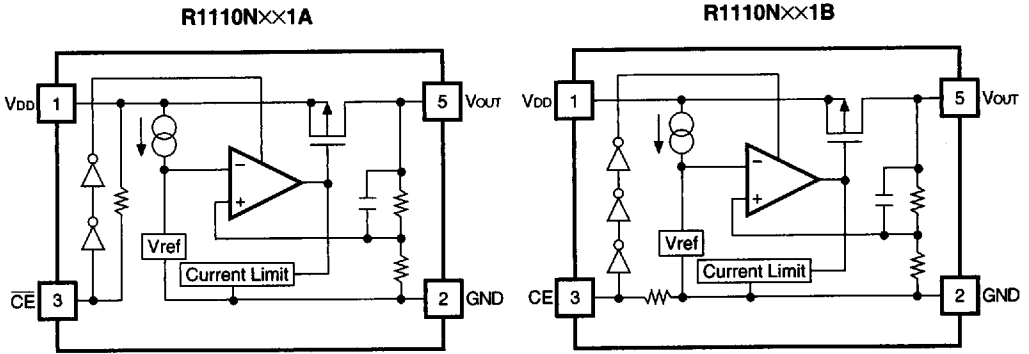 R1110N××1A
VDD 1
5 VOUT
−
+
Vref
Current Limit
C̅E̅ 3
2 GND
R1110N××1B
VDD 1
5 VOUT
−
+
Vref
Current Limit
CE 3
2 GND